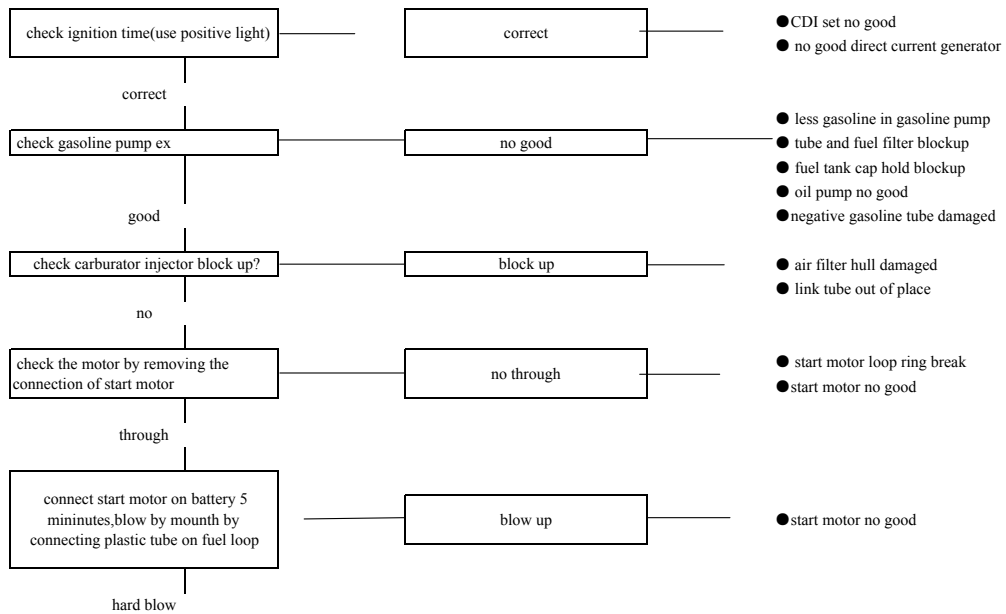 check ignition time(use positive light)
correct
● CDI set no good
● no good direct current generator
correct
check gasoline pump ex
no good
● less gasoline in gasoline pump
● tube and fuel filter blockup
● fuel tank cap hold blockup
● oil pump no good
●negative gasoline tube damaged
good
check carburator injector block up?
block up
● air filter hull damaged
● link tube out of place
no
check the motor by removing the
connection of start motor
no through
● start motor loop ring break
●start motor no good
through
connect start motor on battery 5
mininutes,blow by mounth by
connecting plastic tube on fuel loop
blow up
●start motor no good
hard blow